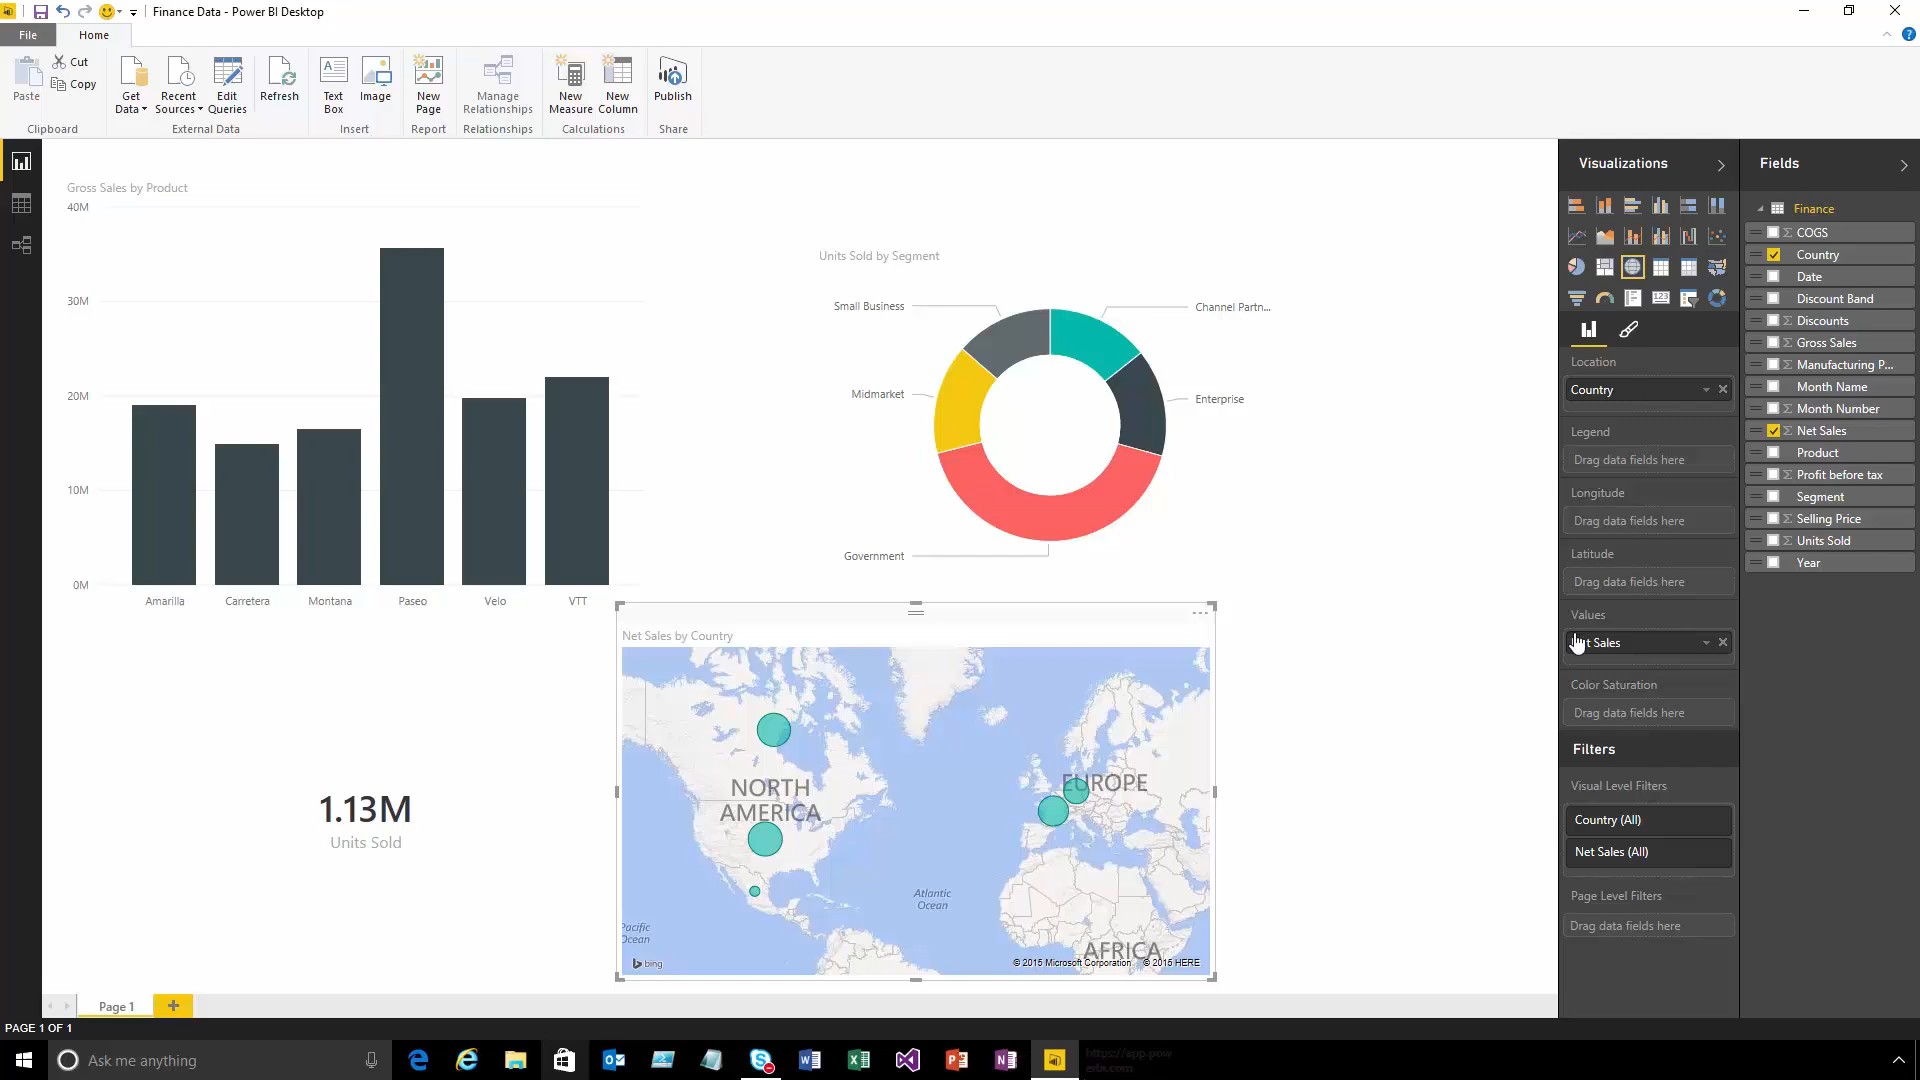 Finance Data - Power BI Desktop
File
Home
Paste
Cut
Copy
Clipboard
Get Data
Recent Sources
Edit Queries
Refresh
External Data
Text Box
Image
Insert
New Page
Report
Manage Relationships
Relationships
New Measure
New Column
Calculations
Publish
Share
Gross Sales by Product
40M
30M
20M
10M
0M
Amarilla
Carretera
Montana
Paseo
Velo
VTT
Units Sold by Segment
Small Business
Channel Partn...
Midmarket
Enterprise
Government
1.13M
Units Sold
Net Sales by Country
NORTH
AMERICA
EUROPE
Atlantic
Ocean
Pacific
Ocean
AFRICA
bing
© 2015 Microsoft Corporation © 2015 HERE
Visualizations
Location
Country
Legend
Drag data fields here
Longitude
Drag data fields here
Latitude
Drag data fields here
Values
Sales
Color Saturation
Drag data fields here
Filters
Visual Level Filters
Country (All)
Net Sales (All)
Page Level Filters
Drag data fields here
Fields
Finance
COGS
Country
Date
Discount Band
Discounts
Gross Sales
Manufacturing P...
Month Name
Month Number
Net Sales
Product
Profit before tax
Segment
Selling Price
Units Sold
Year
Page 1
PAGE 1 OF 1
Ask me anything
https://app.pow
erbi.com